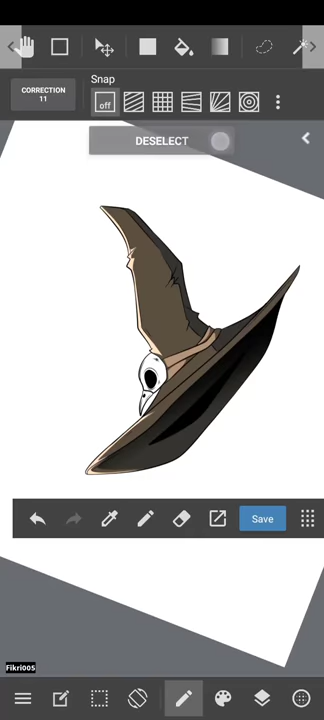 CORRECTION
11
Snap
off
DESELECT
Save
Fikri005